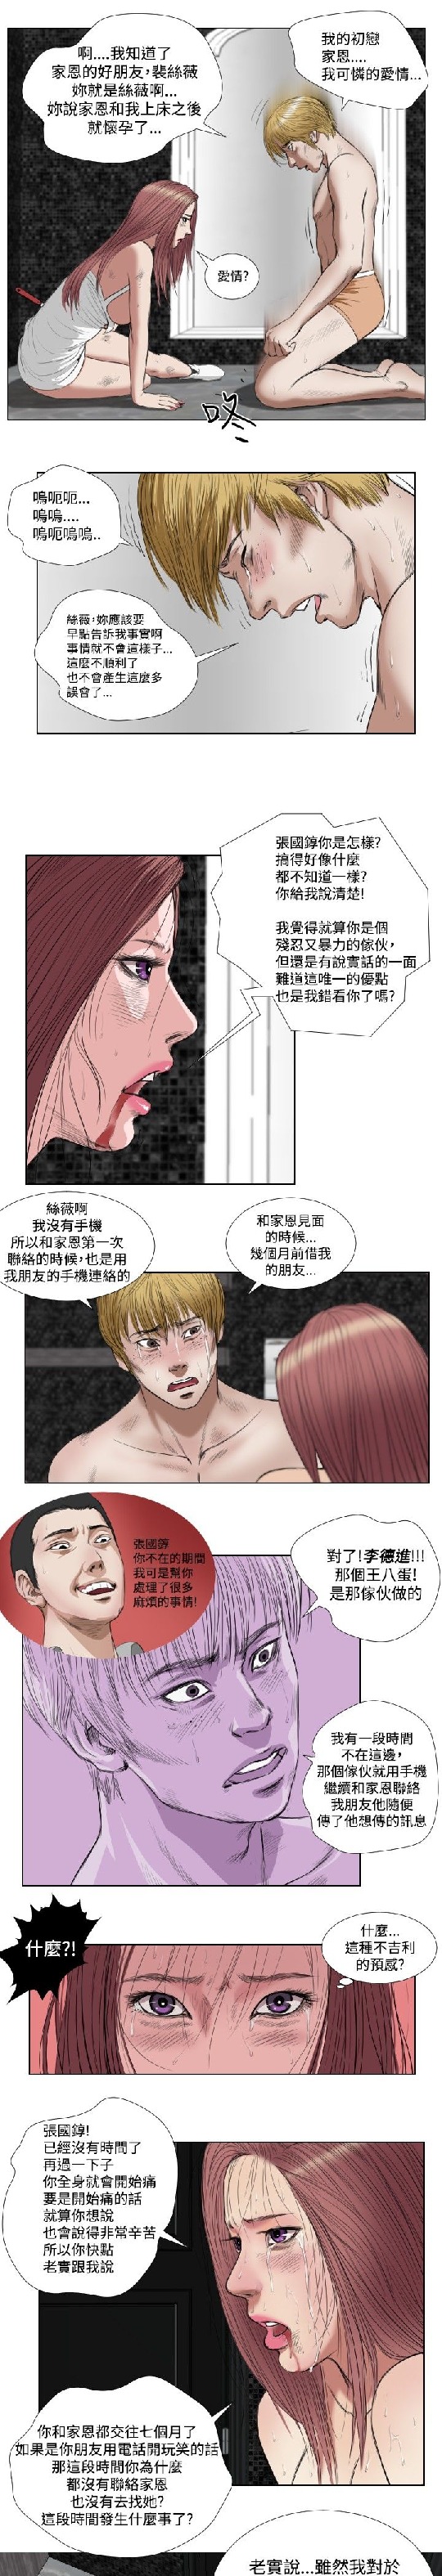 啊....我知道了
家恩的好朋友，裴絲薇
妳就是絲薇啊...
妳說家恩和我上床之後
就懷孕了...
我的初戀
家恩....
我可憐的愛情...
愛情?
咚
嗚呃呃...
嗚嗚....
嗚呃嗚嗚..
絲薇，妳應該要
早點告訴我事實啊
事情就不會這樣子...
這麼不順利了
也不會產生這麼多
誤會了...
張國錞你是怎樣?
搞得好像什麼
都不知道一樣?
你給我說清楚!
我覺得就算你是個
殘忍又暴力的傢伙，
但還是有說實話的一面
難道這唯一的優點
也是我錯看你了嗎?
絲薇啊
我沒有手機
所以和家恩第一次
聯絡的時候，也是用
我朋友的手機連絡的
和家恩見面
的時候...
幾個月前借我
的朋友...
張國錞
你不在的期間
我可是幫你
處理了很多
麻煩的事情!
對了!李德進!!!
那個王八蛋!
是那傢伙做的
我有一段時間
不在這邊，
那個傢伙就用手機
繼續和家恩聯絡
我朋友他隨便
傳了他想傳的訊息
什麼?!
什麼...
這種不吉利
的預感?
張國錞!
已經沒有時間了
再過一下子
你全身就會開始痛
要是開始痛的話
就算你想說
也會說得非常辛苦
所以你快點
老實跟我說
你和家恩都交往七個月了
如果是你朋友用電話開玩笑的話
那這段時間你為什麼
都沒有聯絡家恩
也沒有去找她?
這段時間發生什麼事了?
老實說...雖然我對於